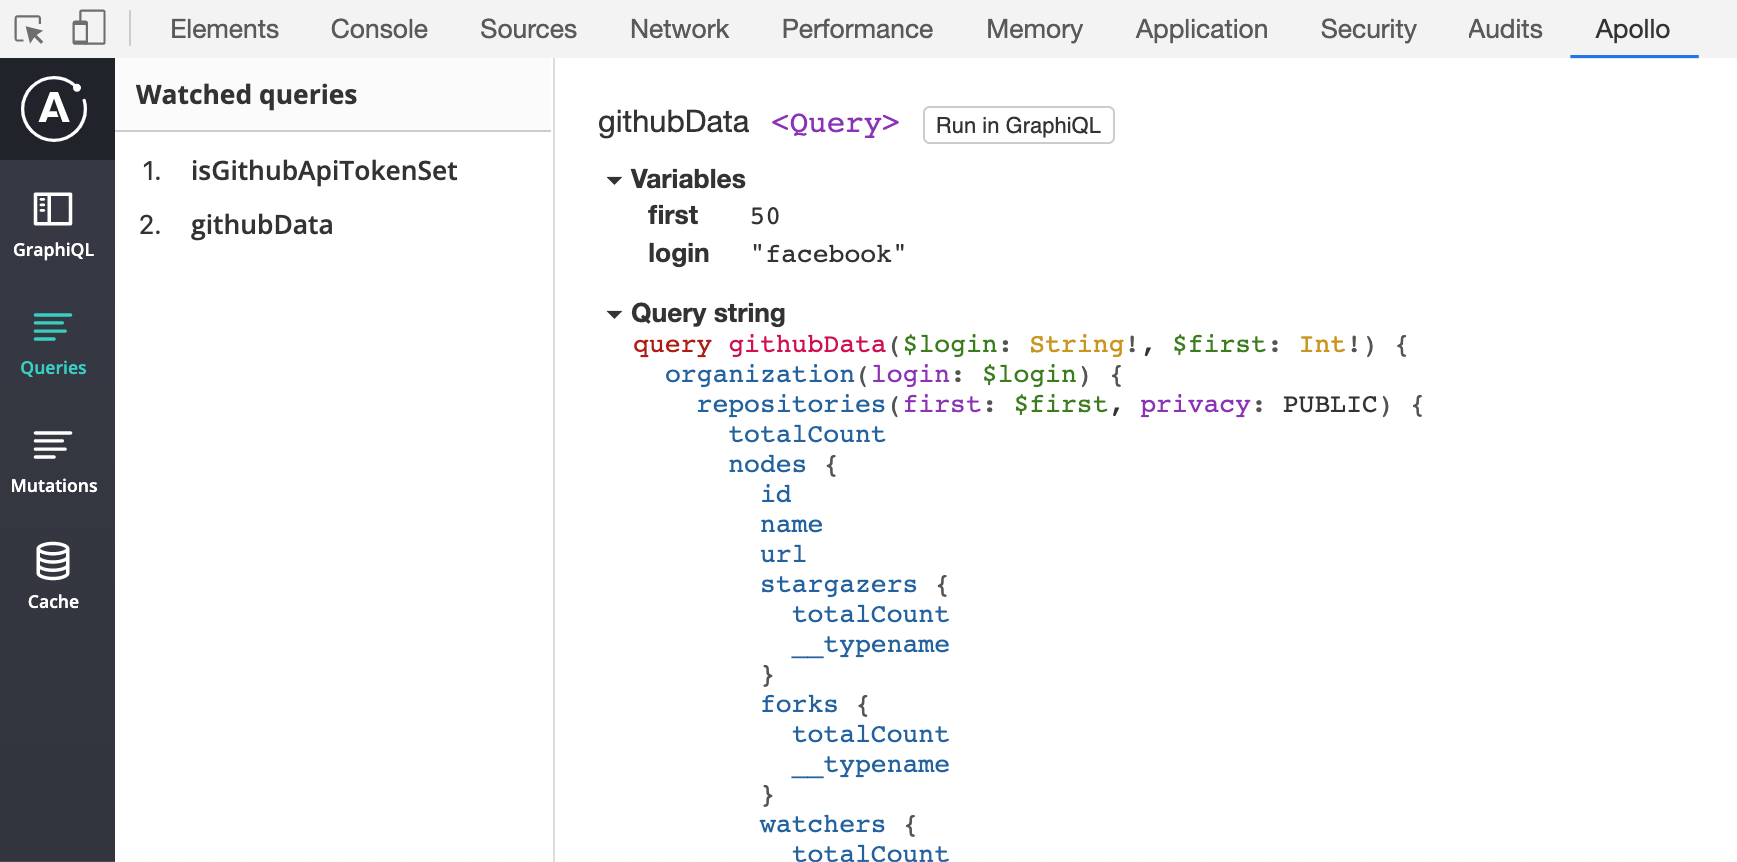 Elements Console Sources Network Performance Memory Application Security Audits Apollo
A
GraphiQL
Queries
Mutations
Cache
Watched queries
1. isGithubApiTokenSet
2. githubData
githubData <Query> Run in GraphiQL
Variables
first 50
login "facebook"
Query string
query githubData($login: String!, $first: Int!) {
organization(login: $login) {
repositories(first: $first, privacy: PUBLIC) {
totalCount
nodes {
id
name
url
stargazers {
totalCount
__typename
}
forks {
totalCount
__typename
}
watchers {
totalCount